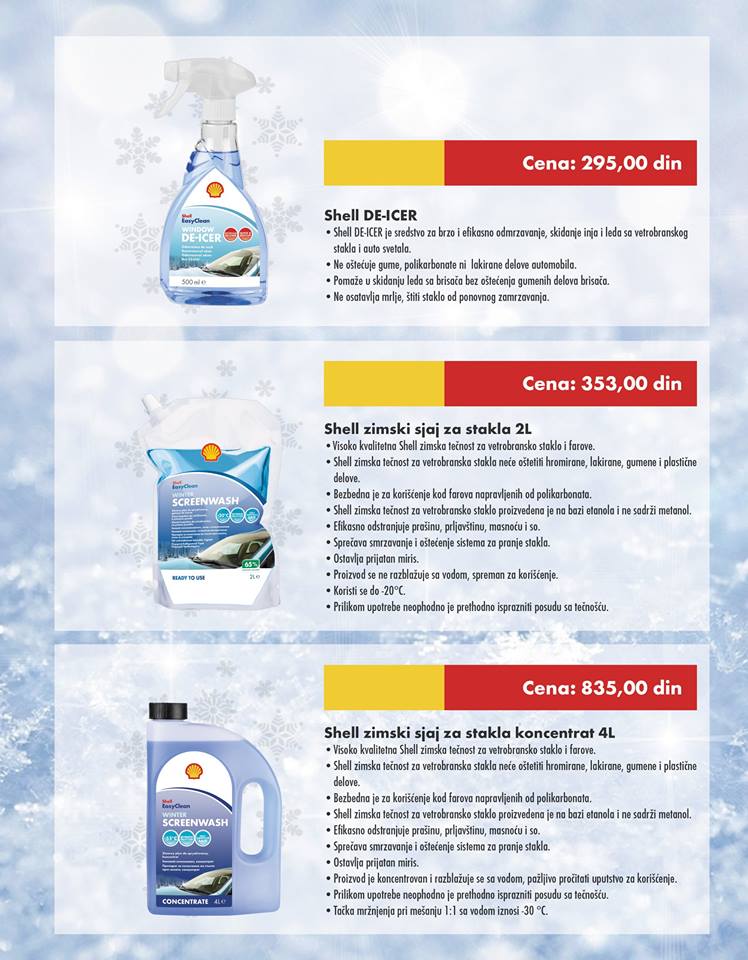 Shell
EasyClean
WINDOW
DE-ICER
500 ml e
Cena: 295,00 din
Shell DE-ICER
• Shell DE-ICER je sredstvo za brzo i efikasno odmrzavanje, skidanje inja i leda sa vetrobranskog
stakla i auto svetala.
• Ne oštećuje gume, polikarbonate ni lakirane delove automobila.
• Pomaže u skidanju leda sa brisača bez oštećenja gumenih delova brisača.
• Ne osatavlja mrlje, štiti staklo od ponovnog zamrzavanja.
Shell
EasyClean
WINTER
SCREENWASH
-20°C
65%
READY TO USE
2L e
Cena: 353,00 din
Shell zimski sjaj za stakla 2L
• Visoko kvalitetna Shell zimska tečnost za vetrobransko staklo i farove.
• Shell zimska tečnost za vetrobranska stakla neće oštetiti hromirane, lakirane, gumene i plastične
delove.
• Bezbedna je za korišćenje kod farova napravljenih od polikarbonata.
• Shell zimska tečnost za vetrobransko staklo proizvedena je na bazi etanola i ne sadrži metanol.
• Efikasno odstranjuje prašinu, prljavštinu, masnoću i so.
• Sprečava smrzavanje i oštećenje sistema za pranje stakla.
• Ostavlja prijatan miris.
• Proizvod se ne razblažuje sa vodom, spreman za korišćenje.
• Koristi se do -20°C.
• Prilikom upotrebe neophodno je prethodno isprazniti posudu sa tečnošću.
Shell
EasyClean
WINTER
SCREENWASH
CONCENTRATE
4L e
Cena: 835,00 din
Shell zimski sjaj za stakla koncentrat 4L
• Visoko kvalitetna Shell zimska tečnost za vetrobransko staklo i farove.
• Shell zimska tečnost za vetrobranska stakla neće oštetiti hromirane, lakirane, gumene i plastične
delove.
• Bezbedna je za korišćenje kod farova napravljenih od polikarbonata.
• Shell zimska tečnost za vetrobransko staklo proizvedena je na bazi etanola i ne sadrži metanol.
• Efikasno odstranjuje prašinu, prljavštinu, masnoću i so.
• Sprečava smrzavanje i oštećenje sistema za pranje stakla.
• Ostavlja prijatan miris.
• Proizvod je koncentrovan i razblažuje se sa vodom, pažljivo pročitati uputstvo za korišćenje.
• Prilikom upotrebe neophodno je prethodno isprazniti posudu sa tečnošću.
• Tačka mržnjenja pri mešanju 1:1 sa vodom iznosi -30 °C.